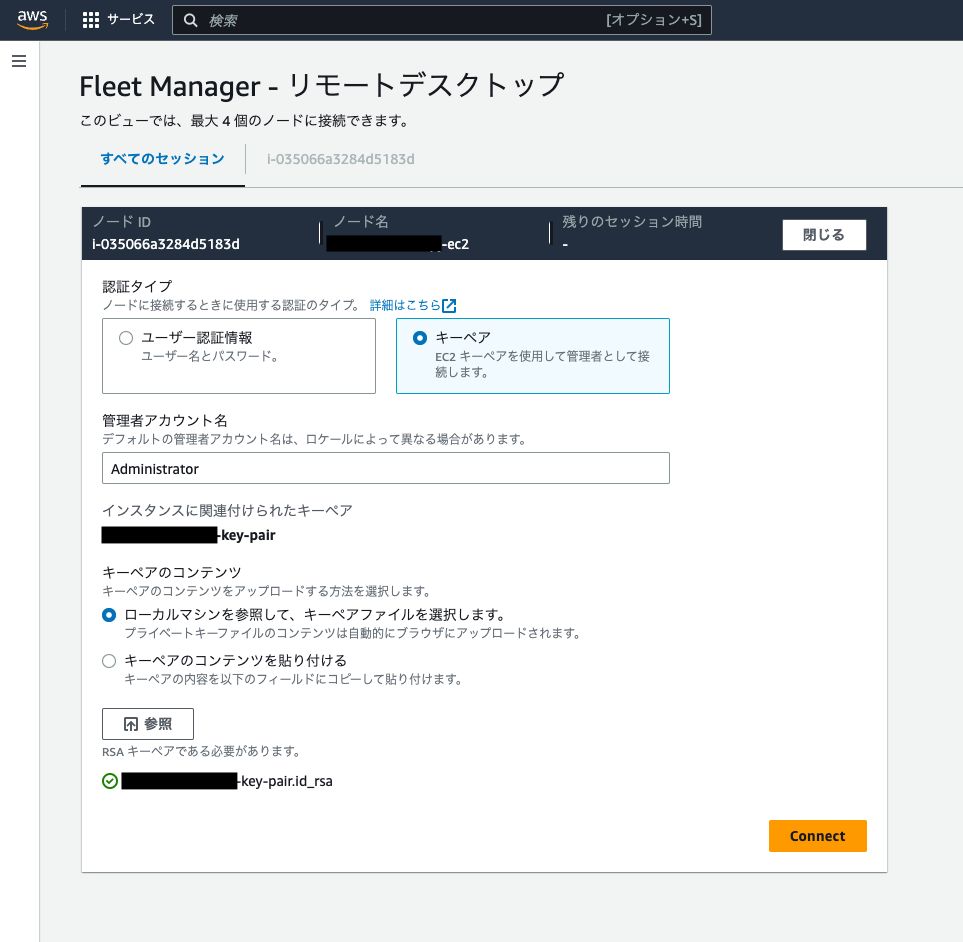 aws サービス 検索 [オプション+S]
Fleet Manager - リモートデスクトップ
このビューでは、最大 4 個のノードに接続できます。
すべてのセッション i-035066a3284d5183d
ノード ID ノード名 残りのセッション時間 閉じる
i-035066a3284d5183d -ec2 -
認証タイプ
ノードに接続するときに使用する認証のタイプ。 詳細はこちら
ユーザー認証情報
ユーザー名とパスワード。
キーペア
EC2 キーペアを使用して管理者として接
続します。
管理者アカウント名
デフォルトの管理者アカウント名は、ロケールによって異なる場合があります。
Administrator
インスタンスに関連付けられたキーペア
-key-pair
キーペアのコンテンツ
キーペアのコンテンツをアップロードする方法を選択します。
ローカルマシンを参照して、キーペアファイルを選択します。
プライベートキーファイルのコンテンツは自動的にブラウザにアップロードされます。
キーペアのコンテンツを貼り付ける
キーペアの内容を以下のフィールドにコピーして貼り付けます。
参照
RSA キーペアである必要があります。
-key-pair.id_rsa
Connect